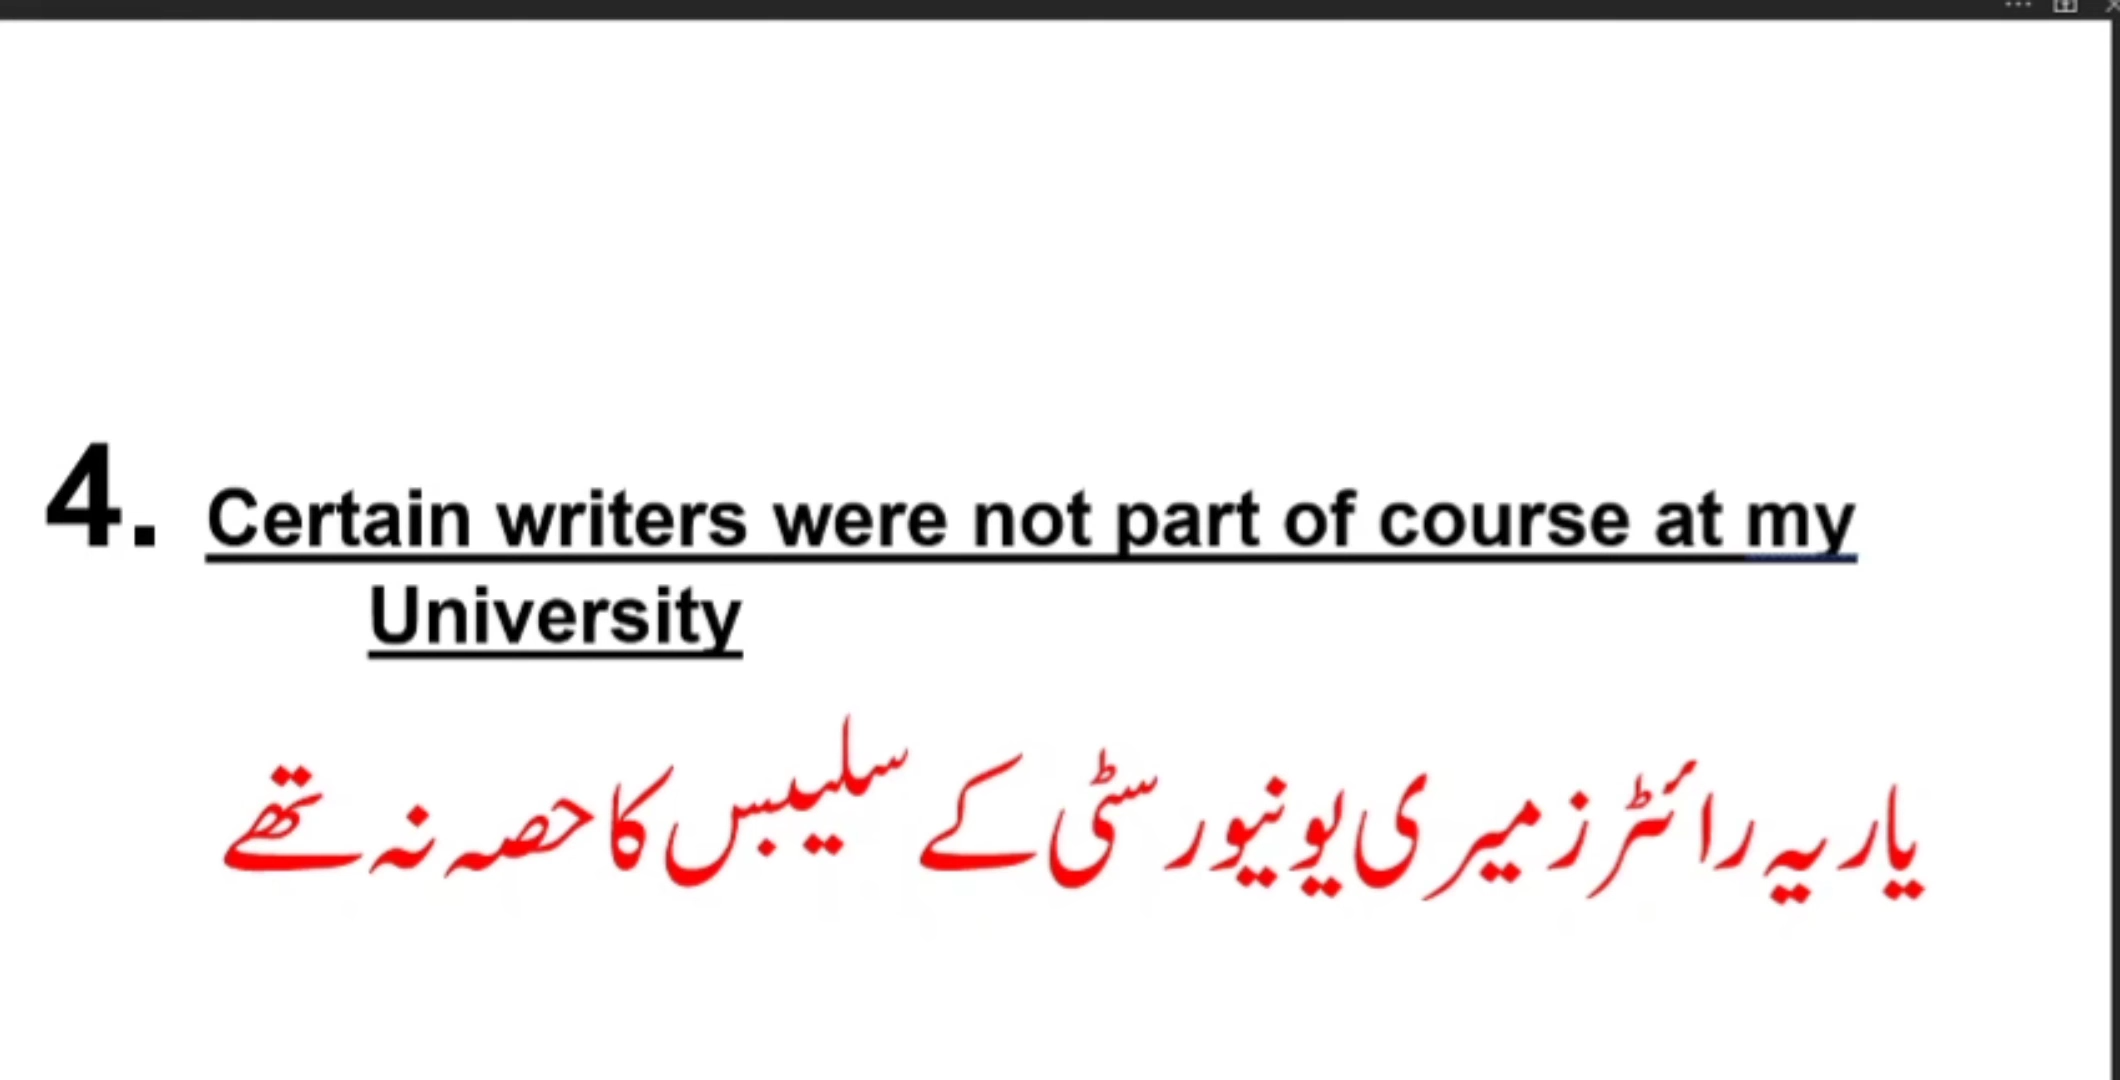 4. Certain writers were not part of course at my
University
یار یہ رائٹرز میری یونیورسٹی کے سلیبس کا حصہ نہ تھے